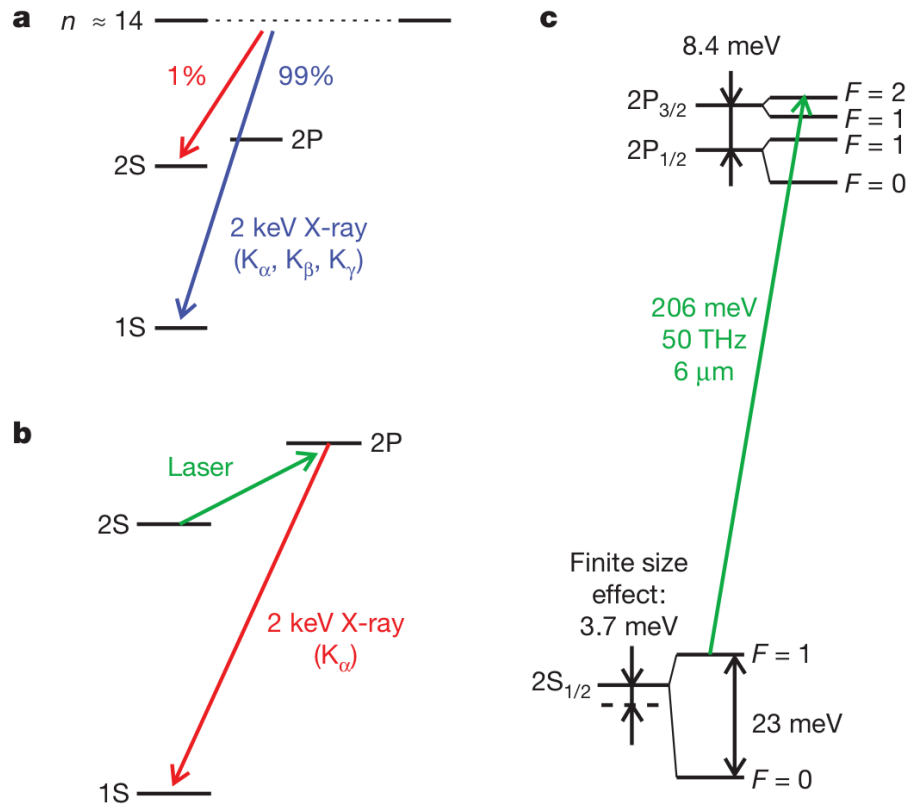 a
n ≈ 14
1%
99%
2P
2S
2 keV X-ray
(Kα, Kβ, Kγ)
1S
b
2P
Laser
2S
2 keV X-ray
(Kα)
1S
c
8.4 meV
2P3/2
F = 2
F = 1
2P1/2
F = 1
F = 0
206 meV
50 THz
6 μm
Finite size
effect:
3.7 meV
F = 1
2S1/2
23 meV
F = 0